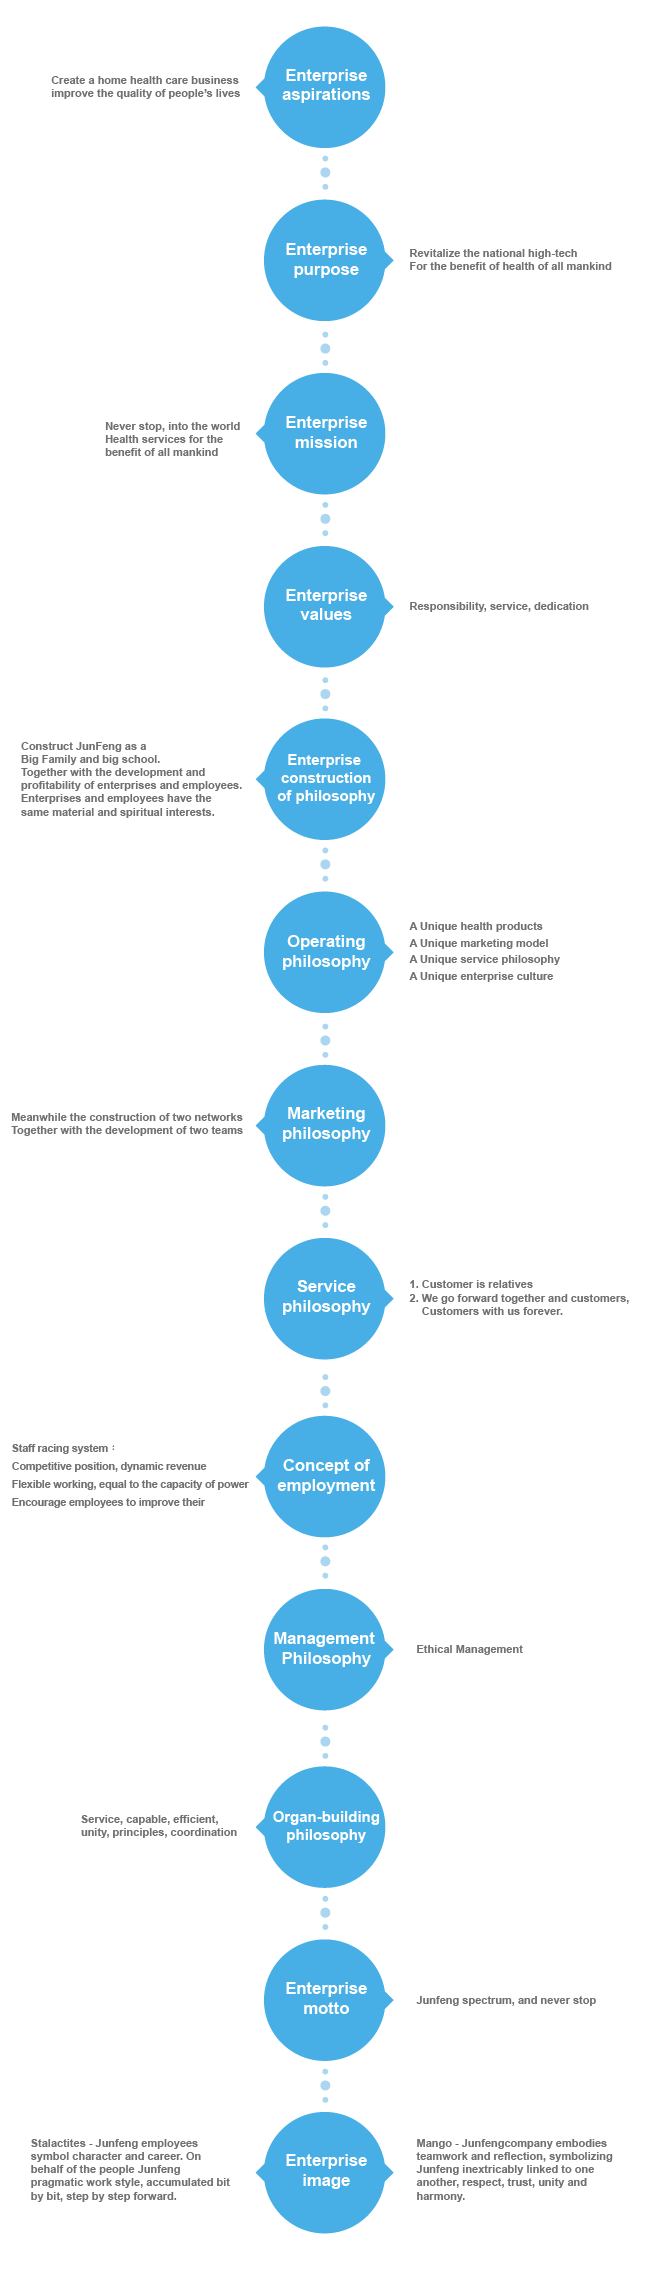 Enterprise
aspirations
Create a home health care business
improve the quality of people's lives
Enterprise
purpose
Revitalize the national high-tech
For the benefit of health of all mankind
Enterprise
mission
Never stop, into the world
Health services for the
benefit of all mankind
Enterprise
values
Responsibility, service, dedication
Enterprise
construction
of philosophy
Construct JunFeng as a
Big Family and big school.
Together with the development and
profitability of enterprises and employees.
Enterprises and employees have the
same material and spiritual interests.
Operating
philosophy
A Unique health products
A Unique marketing model
A Unique service philosophy
A Unique enterprise culture
Marketing
philosophy
Meanwhile the construction of two networks
Together with the development of two teams
Service
philosophy
1. Customer is relatives
2. We go forward together and customers,
Customers with us forever.
Concept of
employment
Staff racing system：
Competitive position, dynamic revenue
Flexible working, equal to the capacity of power
Encourage employees to improve their
Management
Philosophy
Ethical Management
Organ-building
philosophy
Service, capable, efficient,
unity, principles, coordination
Enterprise
motto
Junfeng spectrum, and never stop
Enterprise
image
Stalactites - Junfeng employees
symbol character and career. On
behalf of the people Junfeng
pragmatic work style, accumulated bit
by bit, step by step forward.
Mango - Junfengcompany embodies
teamwork and reflection, symbolizing
Junfeng inextricably linked to one
another, respect, trust, unity and
harmony.